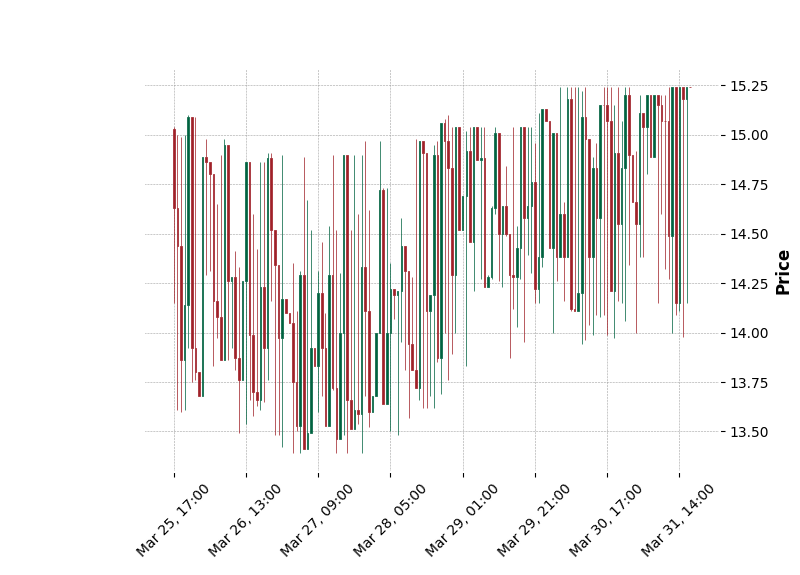 15.25
15.00
14.75
14.50
14.25
14.00
13.75
13.50
Price
Mar 25, 17:00
Mar 26, 13:00
Mar 27, 09:00
Mar 28, 05:00
Mar 29, 01:00
Mar 29, 21:00
Mar 30, 17:00
Mar 31, 14:00